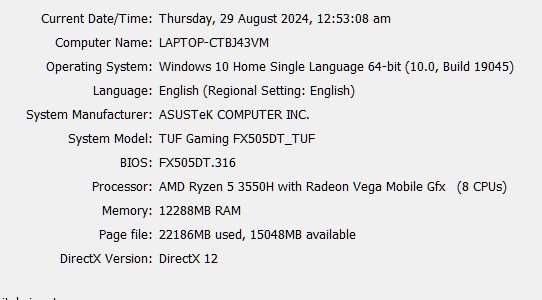 Current Date/Time: Thursday, 29 August 2024, 12:53:08 am
Computer Name: LAPTOP-CTBJ43VM
Operating System: Windows 10 Home Single Language 64-bit (10.0, Build 19045)
Language: English (Regional Setting: English)
System Manufacturer: ASUSTeK COMPUTER INC.
System Model: TUF Gaming FX505DT_TUF
BIOS: FX505DT.316
Processor: AMD Ryzen 5 3550H with Radeon Vega Mobile Gfx (8 CPUs)
Memory: 12288MB RAM
Page file: 22186MB used, 15048MB available
DirectX Version: DirectX 12